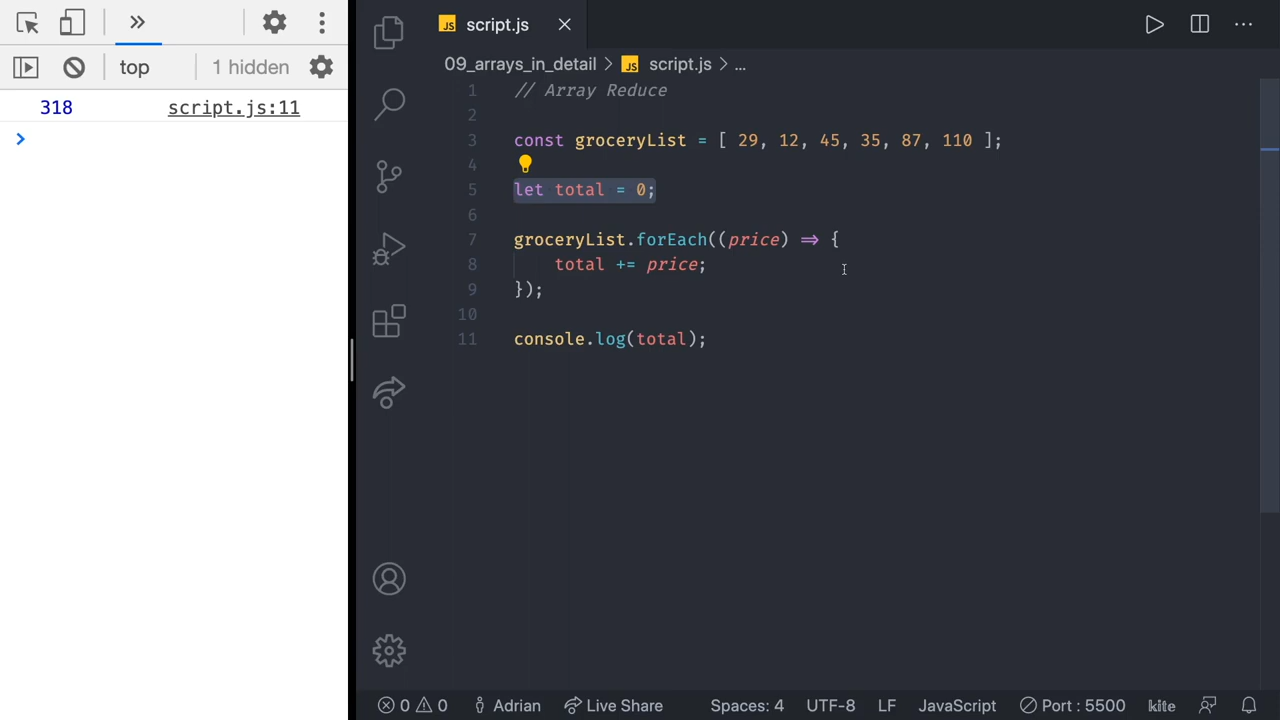 top
1 hidden
318 script.js:11
JS script.js
09_arrays_in_detail > JS script.js > ...
1 // Array Reduce
2
3 const groceryList = [ 29, 12, 45, 35, 87, 110 ];
4
5 let total = 0;
6
7 groceryList.forEach((price) => {
8 total += price;
9 });
10
11 console.log(total);
0 0 Adrian Live Share Spaces: 4 UTF-8 LF JavaScript Port : 5500 kite